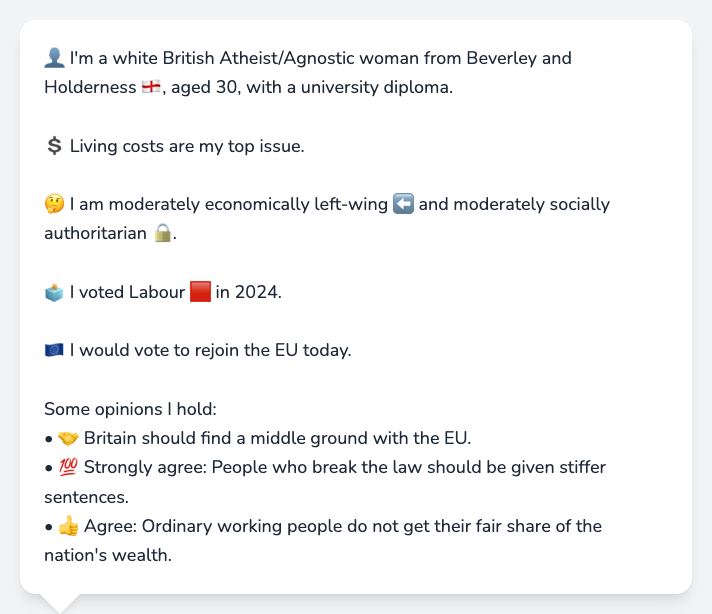 👤 I'm a white British Atheist/Agnostic woman from Beverley and
Holderness 🏴󠁧󠁢󠁥󠁮󠁧󠁿, aged 30, with a university diploma.
💲 Living costs are my top issue.
🤔 I am moderately economically left-wing ⬅️ and moderately socially
authoritarian 🔒.
🗳️ I voted Labour 🟥 in 2024.
🇪🇺 I would vote to rejoin the EU today.
Some opinions I hold:
• 🤝 Britain should find a middle ground with the EU.
• 💯 Strongly agree: People who break the law should be given stiffer
sentences.
• 👍 Agree: Ordinary working people do not get their fair share of the
nation's wealth.